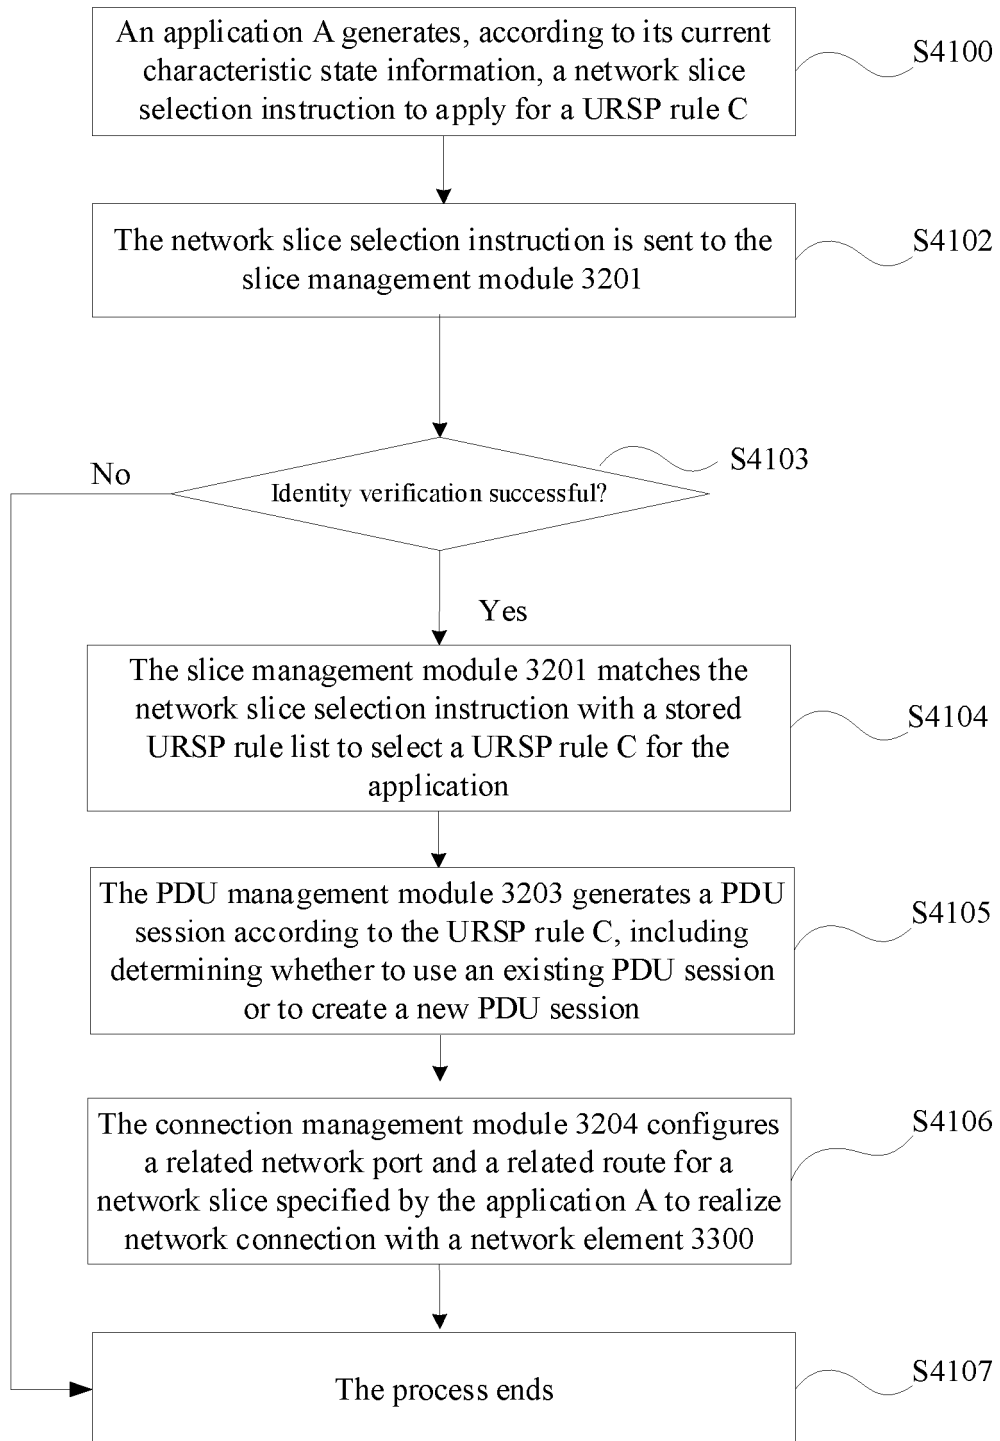 An application A generates, according to its current
characteristic state information, a network slice
selection instruction to apply for a URSP rule C
S4100
The network slice selection instruction is sent to the
slice management module 3201
S4102
Identity verification successful?
S4103
No
Yes
The slice management module 3201 matches the
network slice selection instruction with a stored
URSP rule list to select a URSP rule C for the
application
S4104
The PDU management module 3203 generates a PDU
session according to the URSP rule C, including
determining whether to use an existing PDU session
or to create a new PDU session
S4105
The connection management module 3204 configures
a related network port and a related route for a
network slice specified by the application A to realize
network connection with a network element 3300
S4106
The process ends
S4107